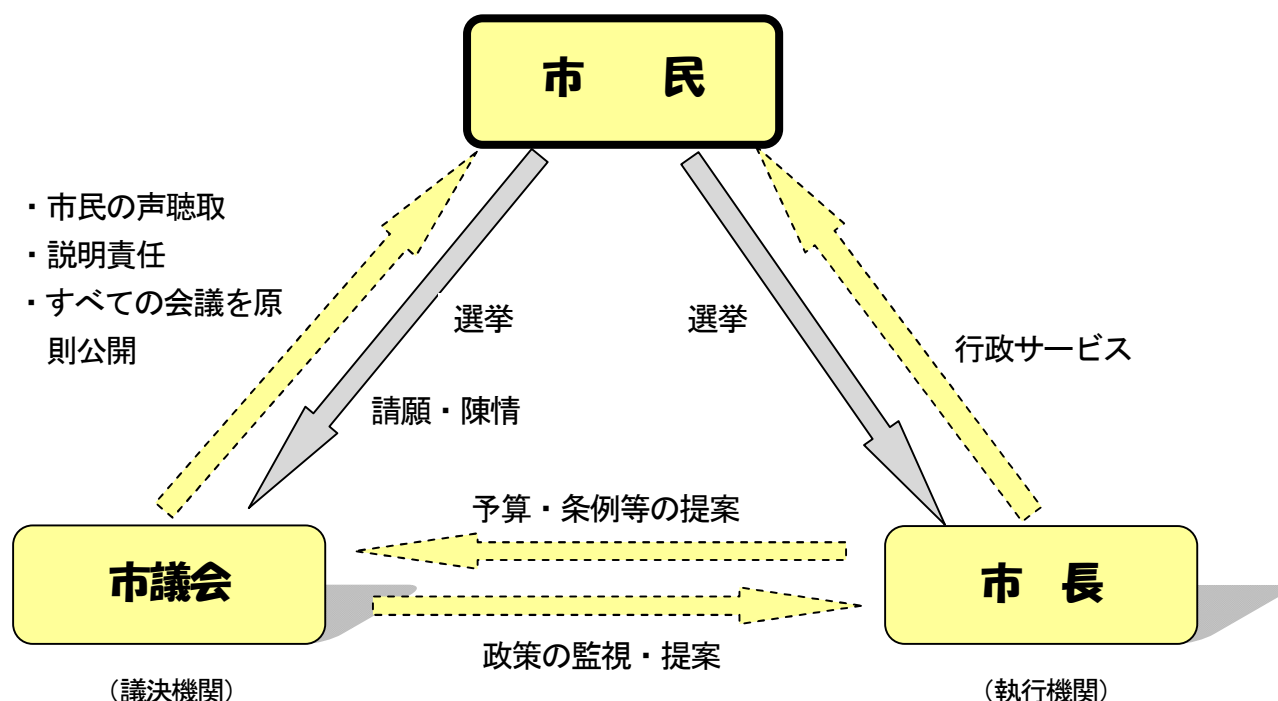 市　民
・市民の声聴取
・説明責任
・すべての会議を原
則公開
選挙
選挙
行政サービス
請願・陳情
予算・条例等の提案
市議会
市　長
政策の監視・提案
（議決機関）
（執行機関）